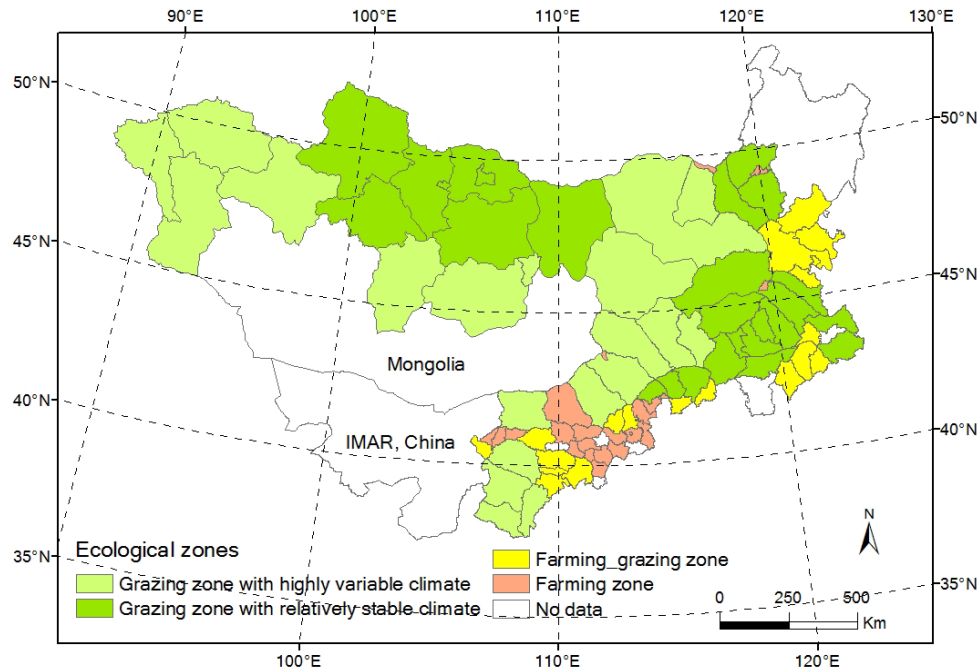 90°E 100°E 110°E 120°E 130°E
50°N
50°N
45°N
45°N
Mongolia
40°N
40°N
IMAR, China
N
35°N
35°N
Ecological zones
Grazing zone with highly variable climate
Grazing zone with relatively stable climate
Farming_grazing zone
Farming zone
No data
0 250 500
Km
100°E 110°E 120°E